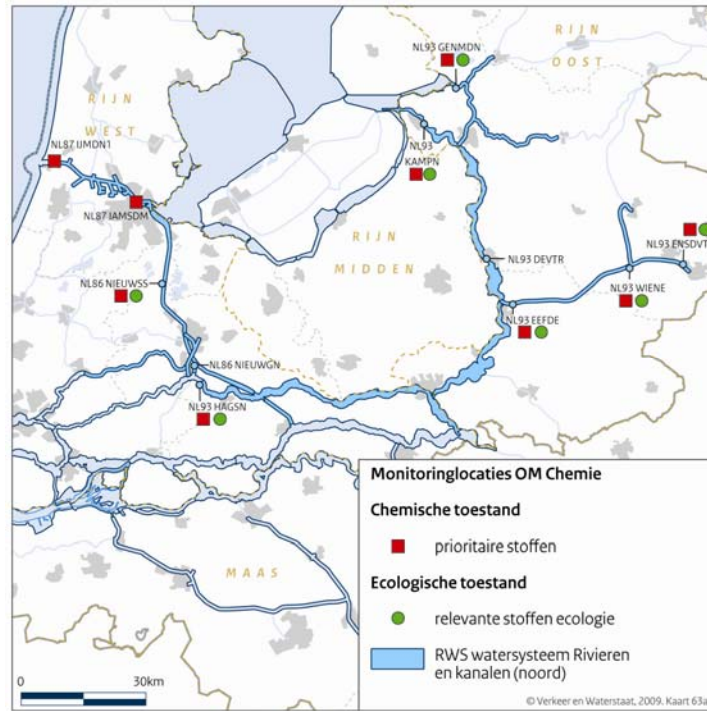 NL93 GENMDN
RIJN
OOST
RIJN
WEST
NL87 IJMDN1
NL93
KAMPN
NL87 IAMSDM
RIJN
MIDDEN
NL93 DEVTR
NL93 ENSDVT
NL86 NIEUWSS
NL93 WIENE
NL93 EEFDE
NL86 NIEUWGN
NL93 HAGSN
MAAS
Monitoringlocaties OM Chemie
Chemische toestand
prioritaire stoffen
Ecologische toestand
relevante stoffen ecologie
RWS watersysteem Rivieren
en kanalen (noord)
0 30km
© Verkeer en Waterstaat, 2009. Kaart 63a